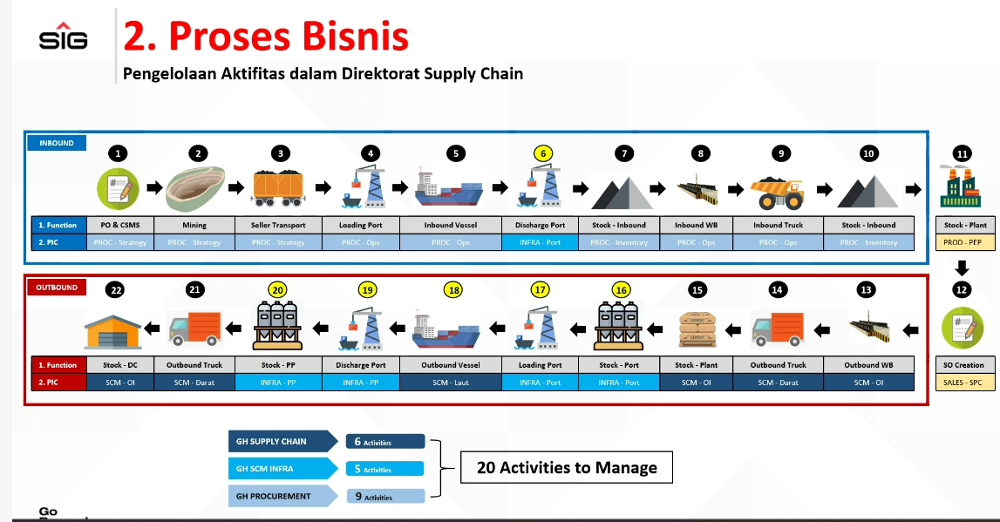 SIG
2. Proses Bisnis
Pengelolaan Aktifitas dalam Direktorat Supply Chain
INBOUND
1 2 3 4 5 6 7 8 9 10 11
1. Function PO & CSMS Mining Seller Transport Loading Port Inbound Vessel Discharge Port Stock - Inbound Inbound WB Inbound Truck Stock - Inbound Stock - Plant
2. PIC PROC - Strategy PROC - Strategy PROC - Strategy PROC - Ops PROC - Ops INFRA - Port PROC - Inventory PROC - Ops PROC - Ops PROC - Inventory PROD - PEP
OUTBOUND
22 21 20 19 18 17 16 15 14 13 12
CEMENT
CEMENT
1. Function Stock - DC Outbound Truck Stock - PP Discharge Port Outbound Vessel Loading Port Stock - Port Stock - Plant Outbound Truck Outbound WB SO Creation
2. PIC SCM - OI SCM - Darat INFRA - PP INFRA - PP SCM - Laut INFRA - Port INFRA - Port SCM - OI SCM - Darat SCM - OI SALES - SPC
GH SUPPLY CHAIN 6 Activities
GH SCM INFRA 5 Activities
20 Activities to Manage
GH PROCUREMENT 9 Activities
Go